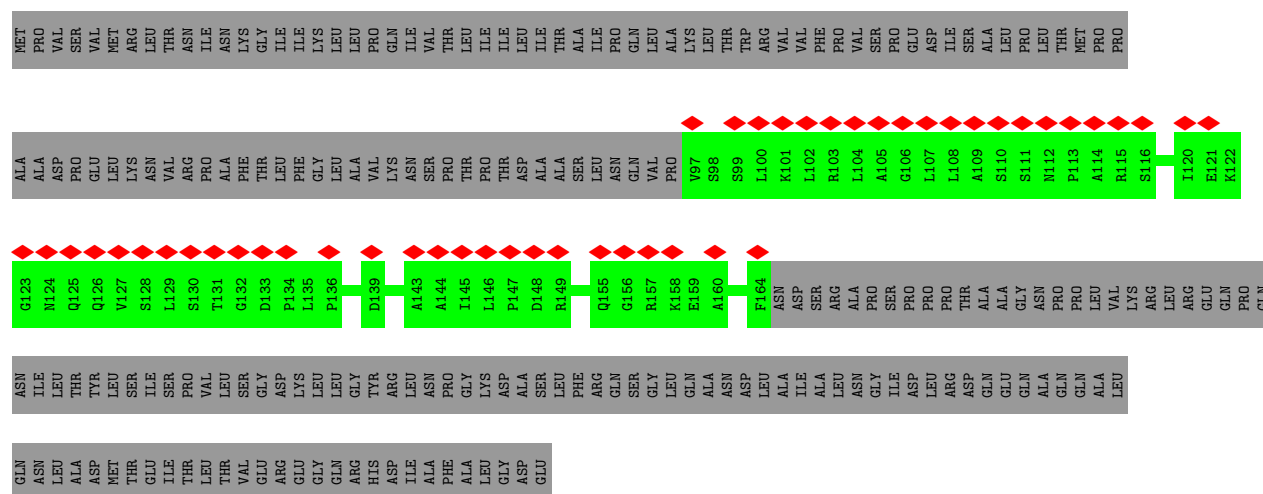 MET PRO VAL SER VAL MET ARG LEU THR ASN ILE ASN LYS GLY ILE ILE LYS LEU LEU PRO GLN ILE VAL THR LEU ILE ILE LEU ILE THR ALA ILE PRO GLN LEU ALA LYS LEU THR TRP ARG VAL VAL PHE PRO VAL SER PRO GLU ASP ILE SER ALA LEU PRO LEU THR MET PRO PRO
ALA ALA ASP PRO GLU LEU LYS ASN VAL ARG PRO ALA PHE THR LEU PHE GLY LEU ALA VAL LYS ASN SER PRO THR PRO THR ASP ALA ALA SER LEU ASN GLN VAL PRO V97 S98 S99 L100 K101 L102 R103 L104 A105 G106 L107 L108 A109 S110 S111 N112 P113 A114 R115 S116 I120 E121 K122
G123 N124 Q125 Q126 V127 S128 L129 S130 T131 G132 D133 P134 L135 P136 D139 A143 A144 I145 L146 P147 D148 R149 Q155 G156 R157 K158 E159 A160 F164 ASN ASP SER ARG ALA PRO SER PRO PRO PRO THR ALA ALA GLY ASN PRO PRO LEU VAL LYS ARG LEU ARG GLU GLN PRO GLN
ASN ILE LEU THR TYR LEU SER ILE SER PRO VAL LEU SER GLY ASP LYS LEU LEU GLY TYR ARG LEU ASN PRO GLY LYS ASP ALA SER LEU PHE ARG GLN SER GLY LEU GLN ALA ASN ASP LEU ALA ILE ALA LEU ASN GLY ILE ASP LEU ARG ASP GLN GLU GLN ALA GLN GLN ALA LEU
GLN ASN LEU ALA ASP MET THR GLU ILE THR LEU THR VAL GLU ARG GLU GLY GLN ARG HIS ASP ILE ALA PHE ALA LEU GLY ASP GLU